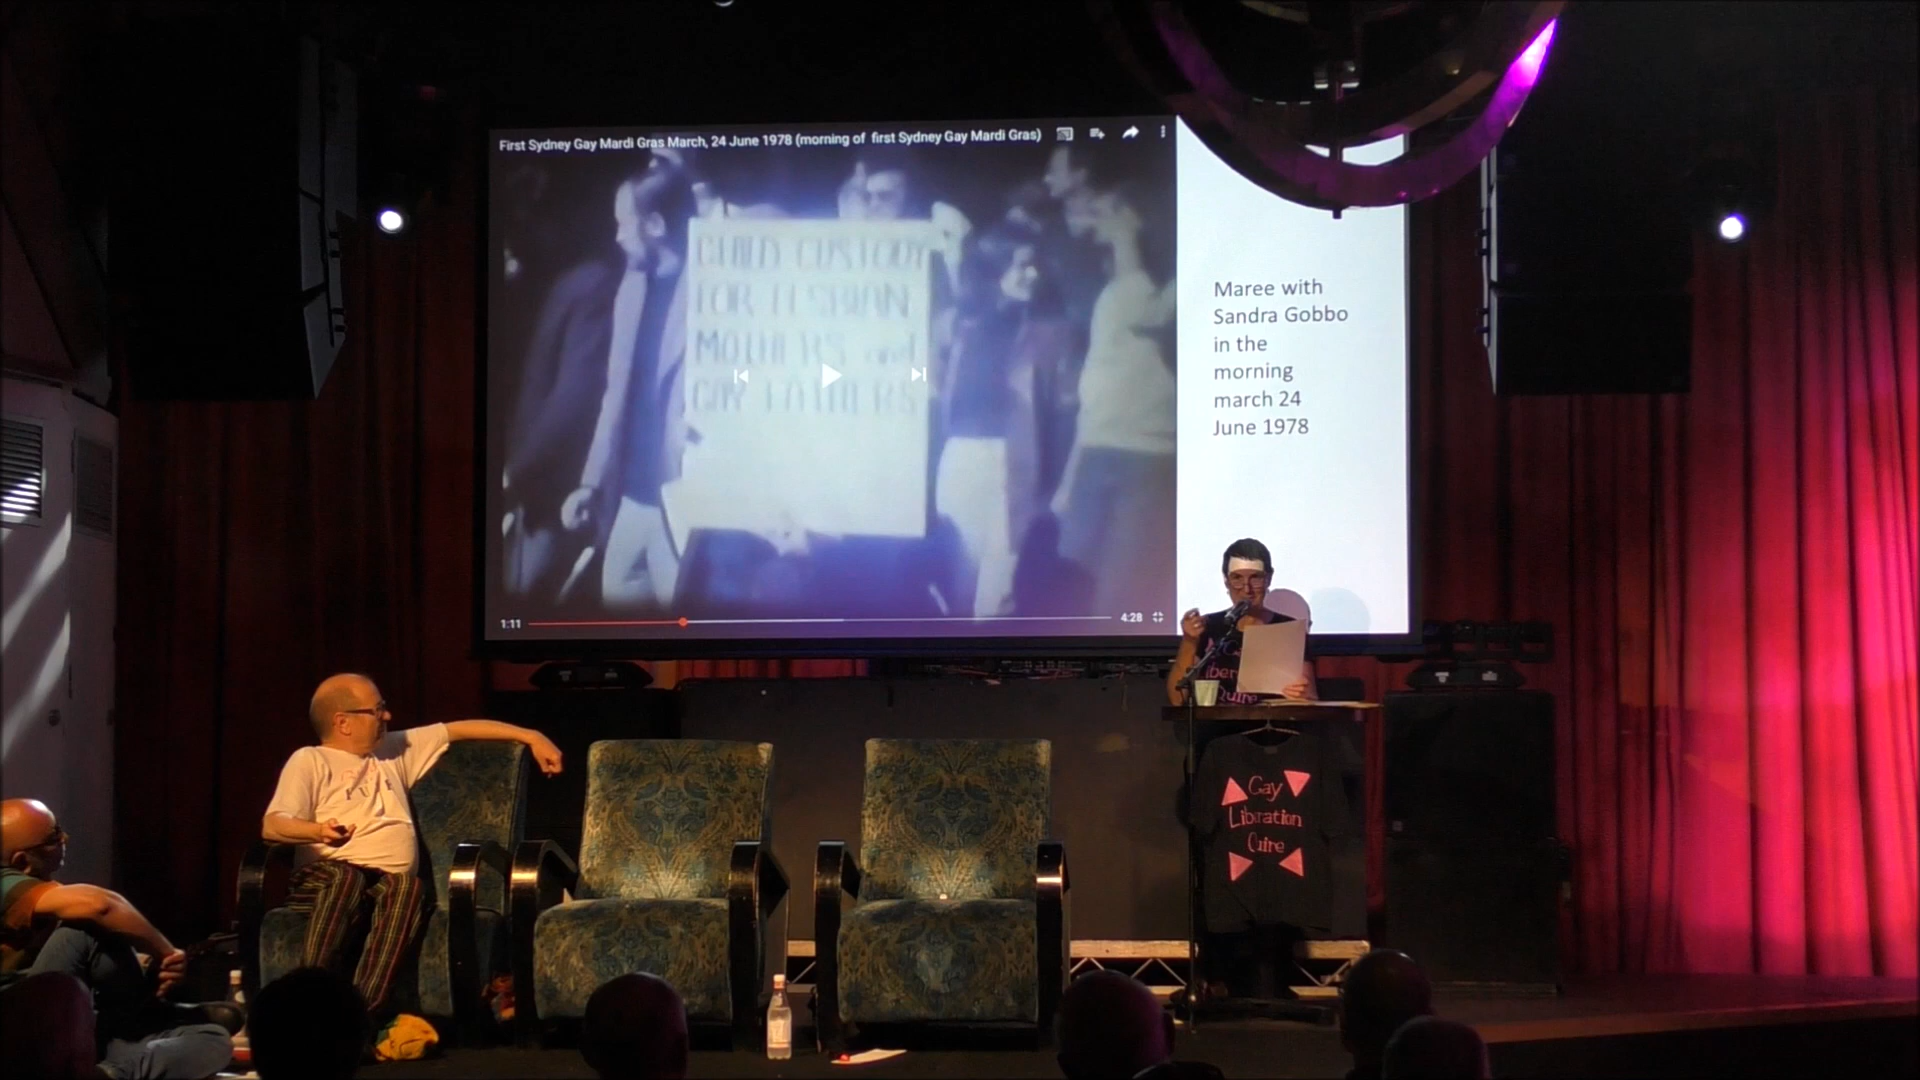 First Sydney Gay Mardi Gras March, 24 June 1978 (morning of first Sydney Gay Mardi Gras)
CHILD CUSTODY
FOR LESBIAN
MOTHERS and
GAY FATHERS
1:11
4:28
Maree with
Sandra Gobbo
in the
morning
march 24
June 1978
Liber
Quire
Gay
Liberation
Quire